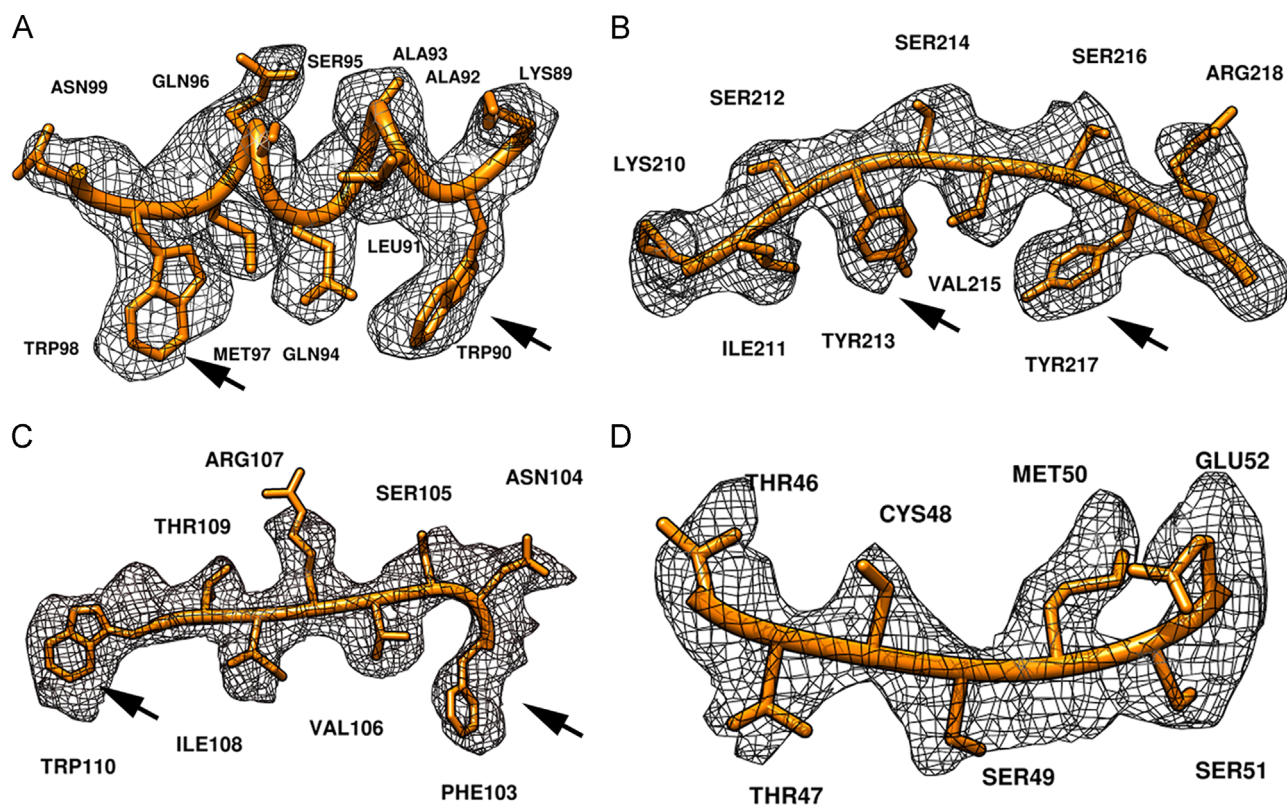 A
ASN99
GLN96
SER95
ALA93
ALA92
LYS89
LEU91
TRP98
MET97
GLN94
TRP90
B
SER214
SER216
ARG218
SER212
LYS210
VAL215
ILE211
TYR213
TYR217
C
ARG107
SER105
ASN104
THR109
VAL106
ILE108
TRP110
PHE103
D
THR46
MET50
GLU52
CYS48
SER49
SER51
THR47